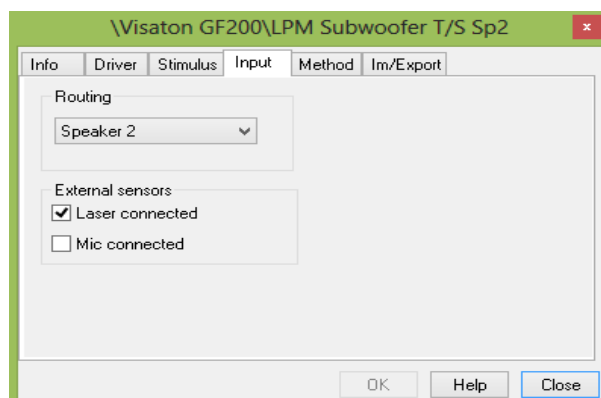 \Visaton GF200\LPM Subwoofer T/S Sp2
x
Info Driver Stimulus Input Method Im/Export
Routing
Speaker 2
External sensors
Laser connected
Mic connected
OK Help Close